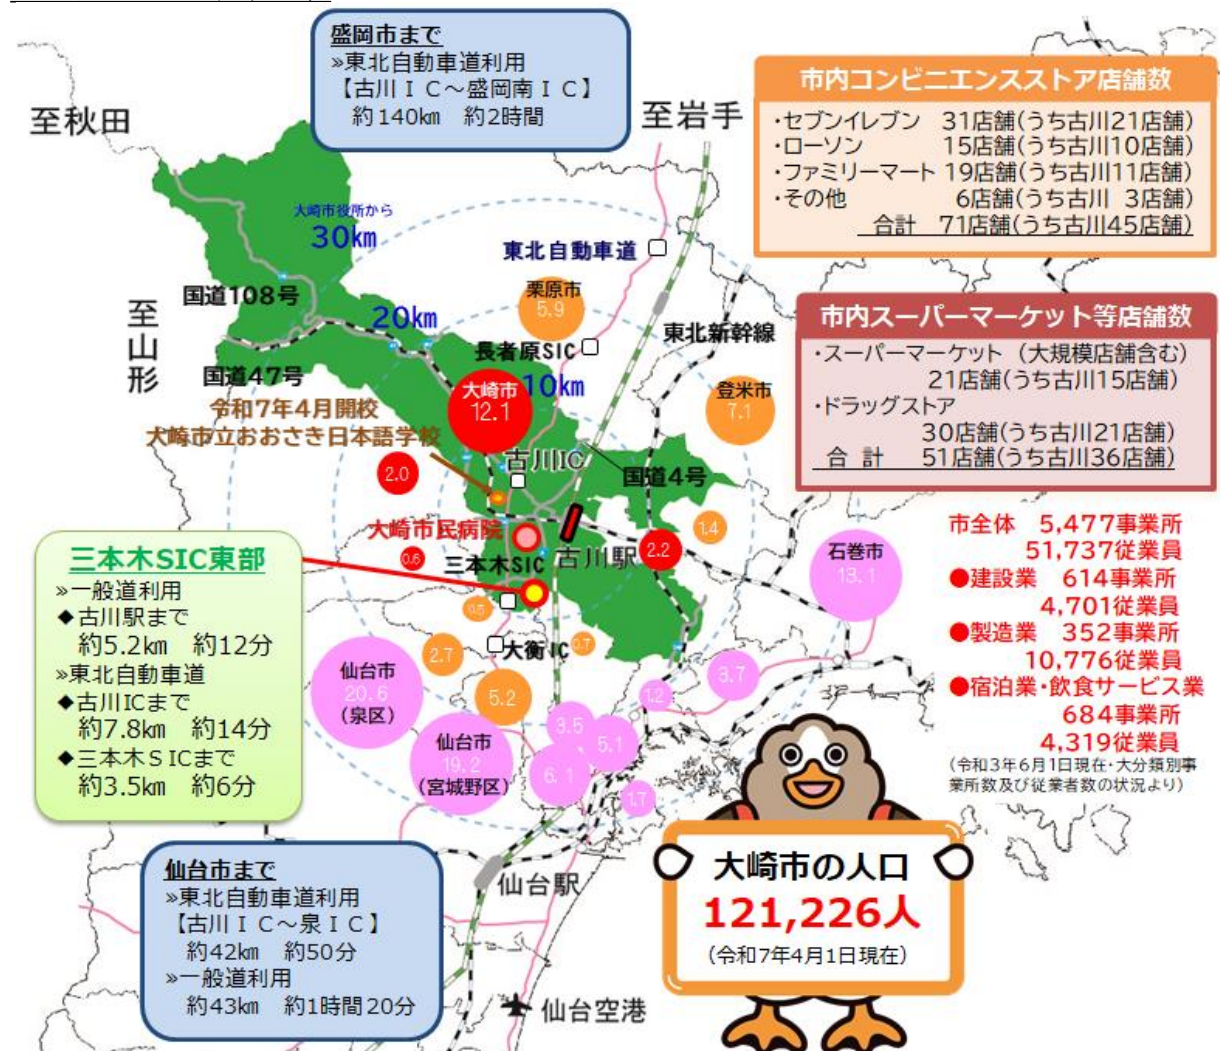 盛岡市まで
»東北自動車道利用
【古川ＩＣ～盛岡南ＩＣ】
約140㎞　約2時間
至秋田
至岩手
至山形
大崎市役所から
30㎞
20㎞
10㎞
東北自動車道
国道108号
国道47号
栗原市
5.9
長者原SIC
東北新幹線
登米市
7.1
大崎市
12.1
令和7年4月開校
大崎市立おおさき日本語学校
古川IC
国道4号
2.0
大崎市民病院
0.6
三本木SIC
古川駅
2.2
1.4
石巻市
13.1
0.5
大衡IC
0.7
2.7
5.2
仙台市
20.6
(泉区)
仙台市
19.2
(宮城野区)
3.5
5.1
6.1
1.2
3.7
1.7
仙台駅
仙台空港
市内コンビニエンスストア店舗数
・セブンイレブン　31店舗(うち古川21店舗)
・ローソン　15店舗(うち古川10店舗)
・ファミリーマート 19店舗(うち古川11店舗)
・その他　6店舗(うち古川 3店舗)
合計　71店舗(うち古川45店舗)
市内スーパーマーケット等店舗数
・スーパーマーケット（大規模店舗含む）
21店舗(うち古川15店舗)
・ドラッグストア
30店舗(うち古川21店舗)
合 計　51店舗(うち古川36店舗)
市全体　5,477事業所
51,737従業員
●建設業　614事業所
4,701従業員
●製造業　352事業所
10,776従業員
●宿泊業・飲食サービス業
684事業所
4,319従業員
(令和3年6月1日現在・大分類別事
業所数及び従業者数の状況より)
三本木SIC東部
»一般道利用
◆古川駅まで
約5.2㎞　約12分
»東北自動車道
◆古川ICまで
約7.8㎞　約14分
◆三本木ＳICまで
約3.5㎞　約6分
仙台市まで
»東北自動車道利用
【古川ＩＣ～泉ＩＣ】
約42㎞　約50分
»一般道利用
約43㎞　約1時間20分
大崎市の人口
121,226人
(令和7年4月1日現在)